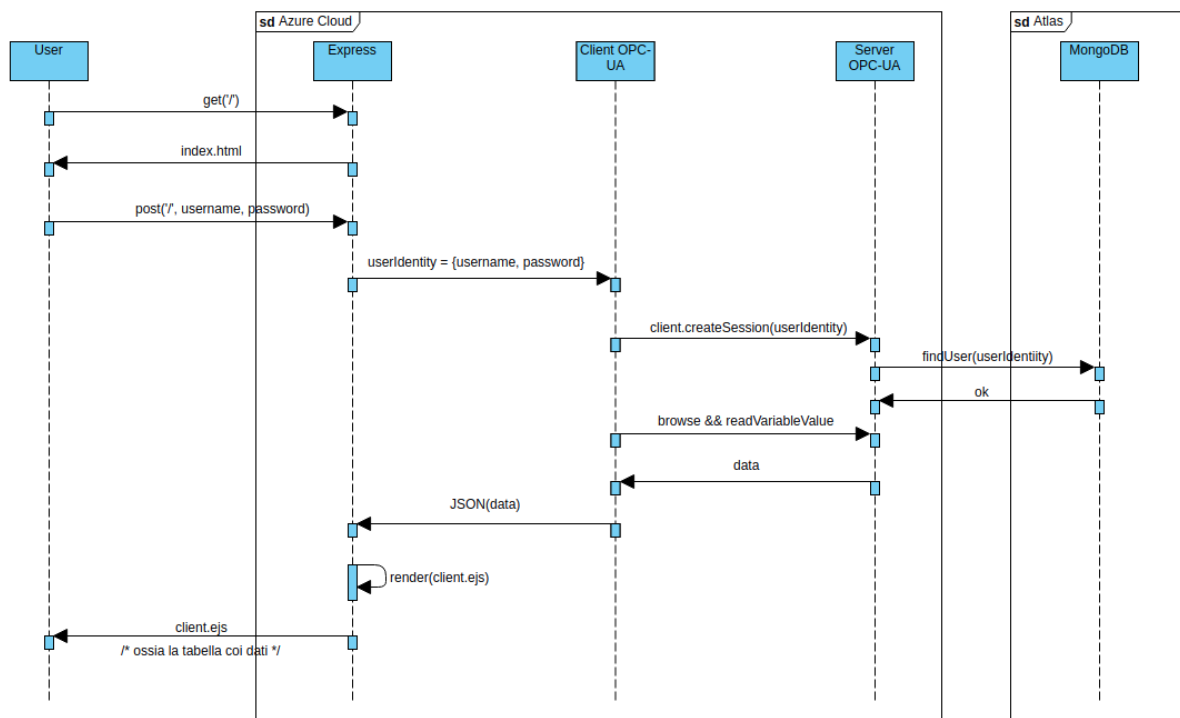 sd Azure Cloud
sd Atlas
User
Express
Client OPC-
UA
Server
OPC-UA
MongoDB
get('/')
index.html
post('/', username, password)
userIdentity = {username, password}
client.createSession(userIdentity)
findUser(userIdentiity)
ok
browse && readVariableValue
data
JSON(data)
render(client.ejs)
client.ejs
/* ossia la tabella coi dati */